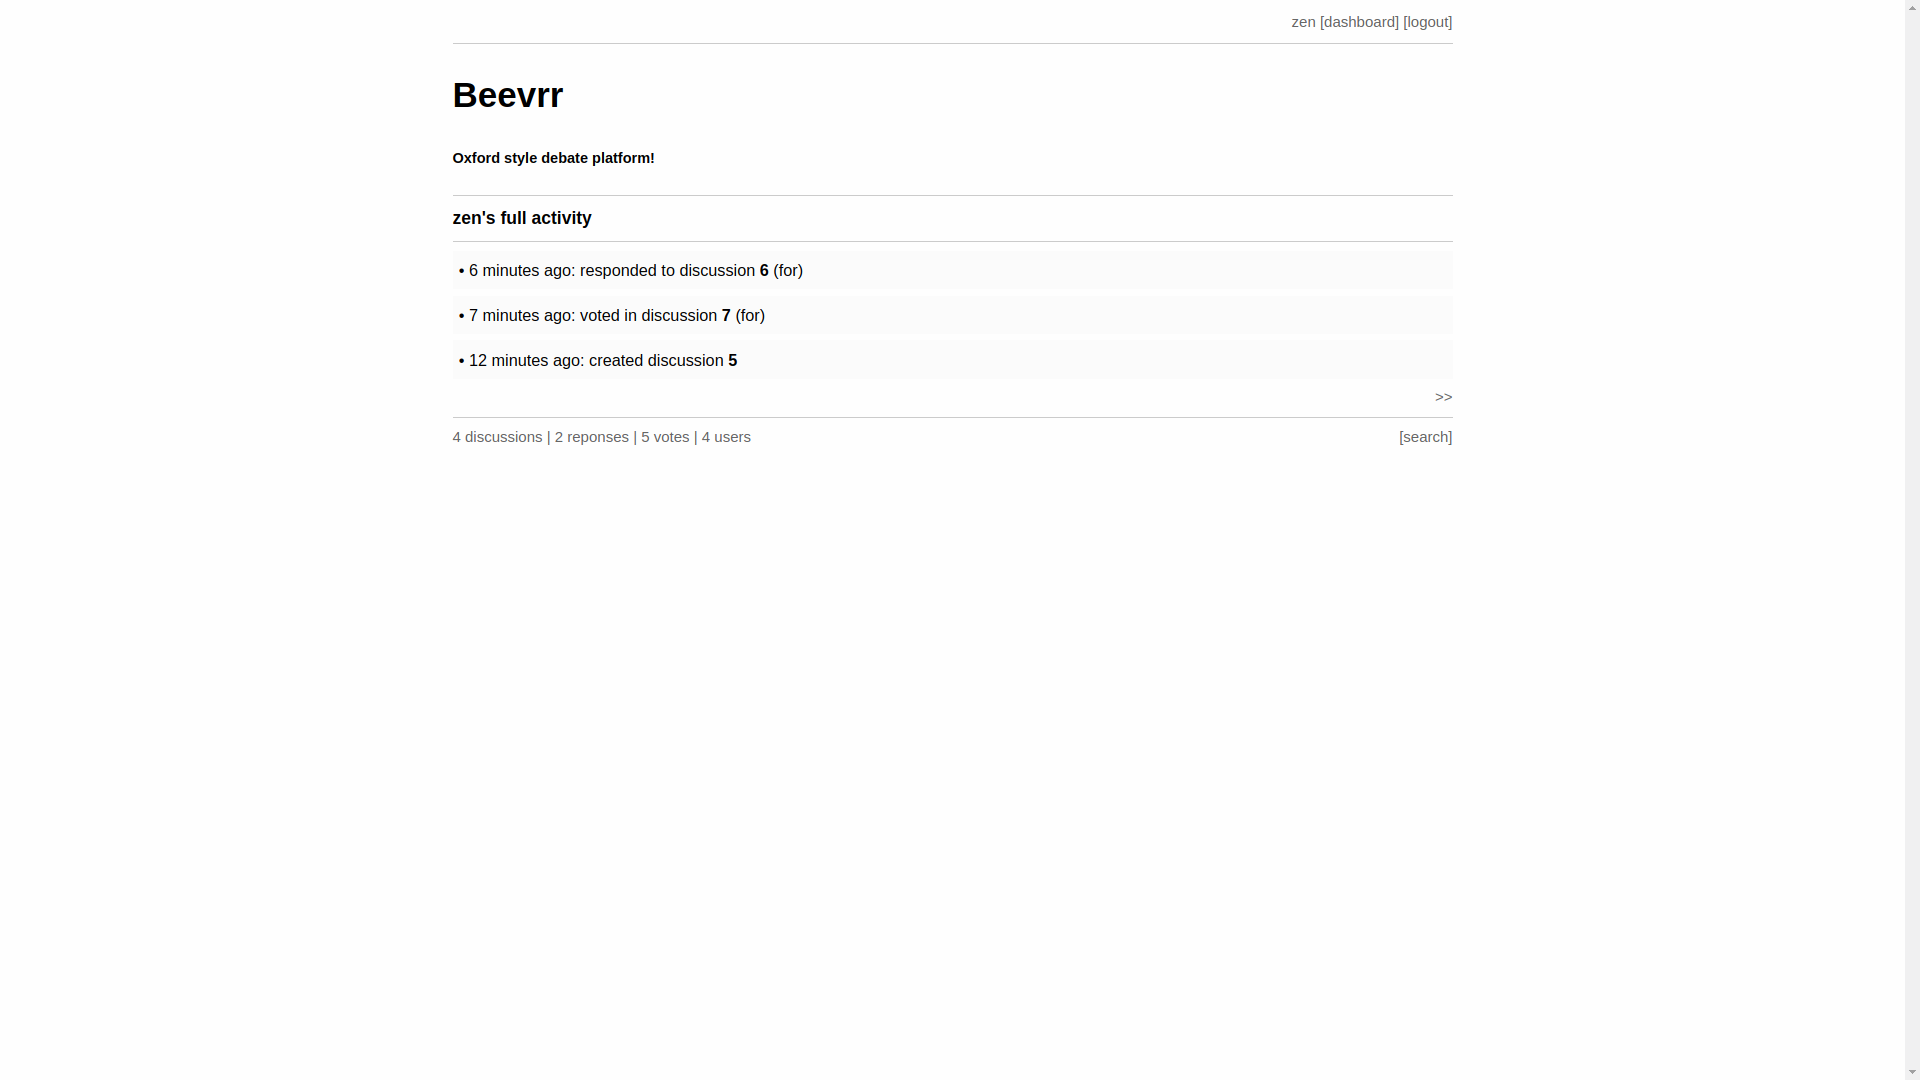 zen [dashboard] [logout]
Beevrr
Oxford style debate platform!
zen's full activity
• 6 minutes ago: responded to discussion 6 (for)
• 7 minutes ago: voted in discussion 7 (for)
• 12 minutes ago: created discussion 5
>>
4 discussions | 2 reponses | 5 votes | 4 users [search]